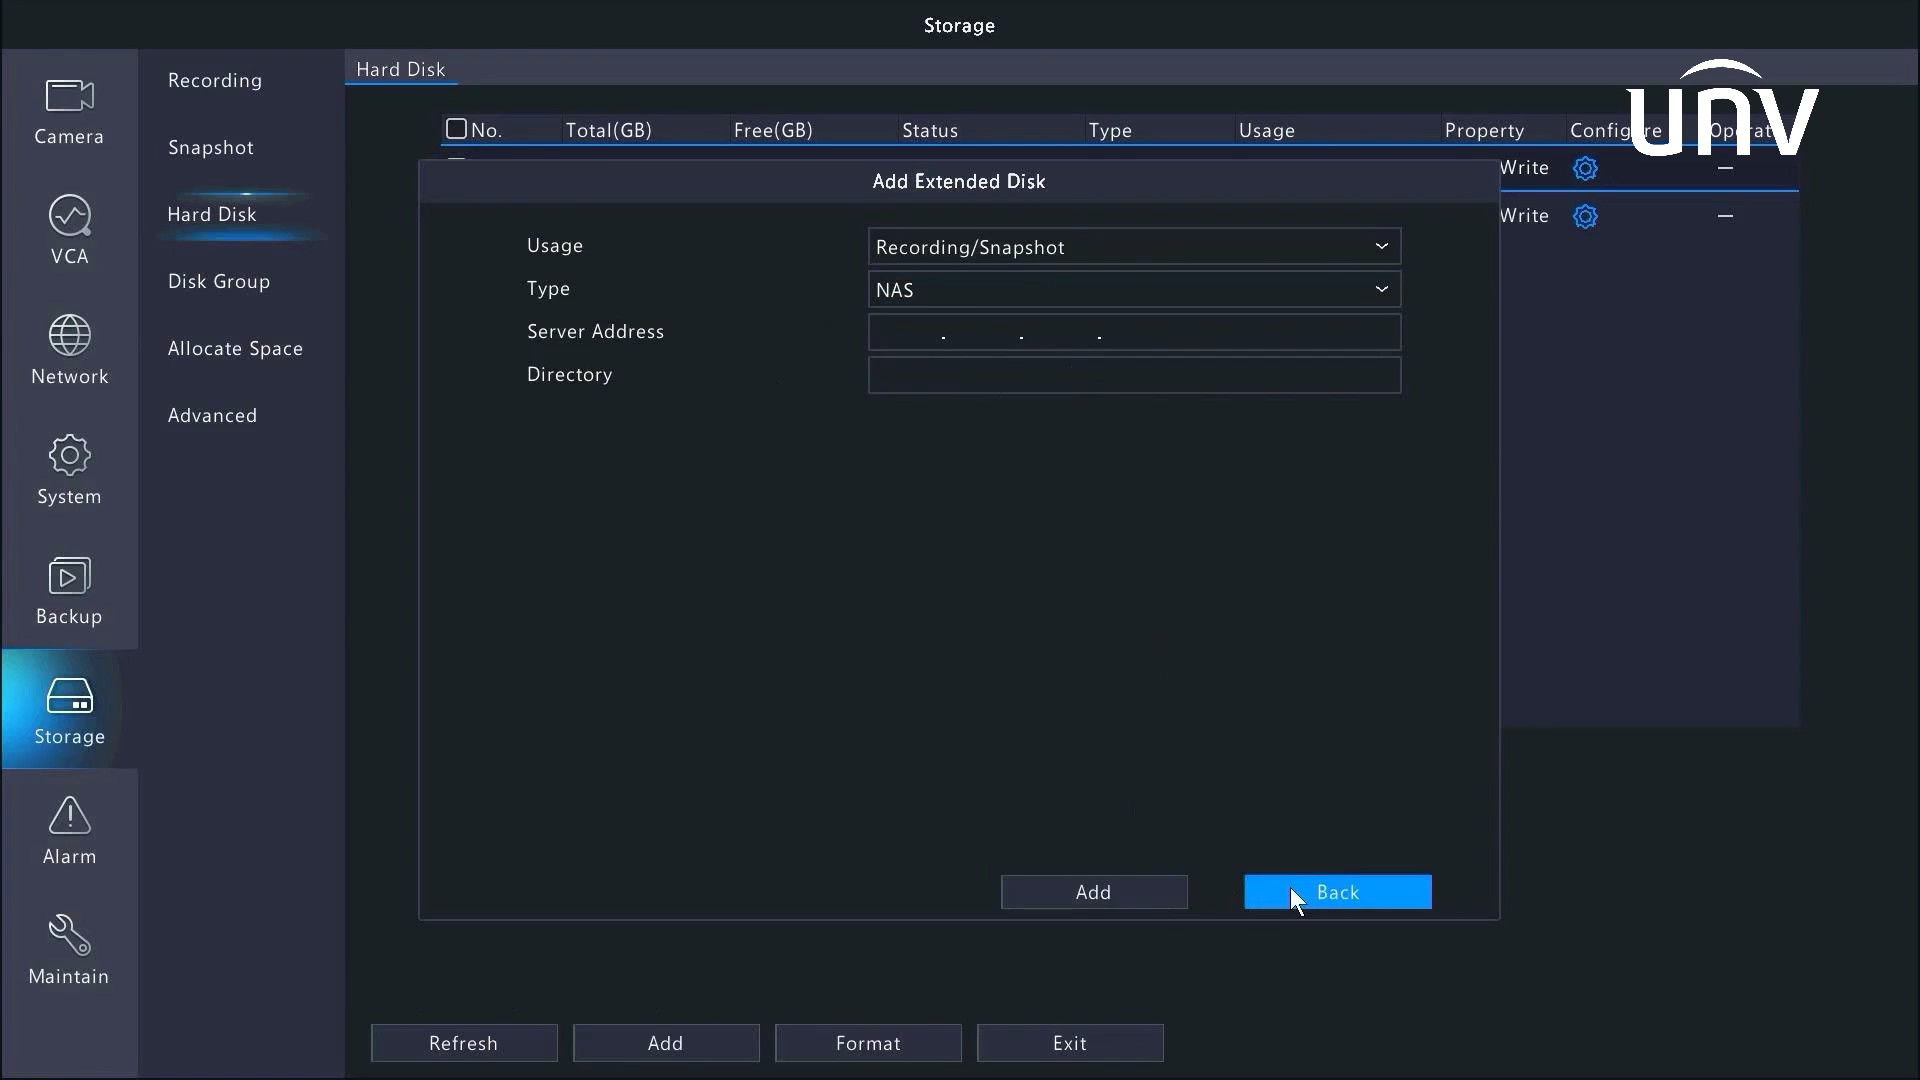 Storage
unv
Camera
VCA
Network
System
Backup
Storage
Alarm
Maintain
Recording
Snapshot
Hard Disk
Disk Group
Allocate Space
Advanced
Hard Disk
No. Total(GB) Free(GB) Status Type Usage Property Configure Operat
Write —
Write —
Add Extended Disk
Usage Recording/Snapshot
Type NAS
Server Address . . .
Directory
Add Back
Refresh Add Format Exit